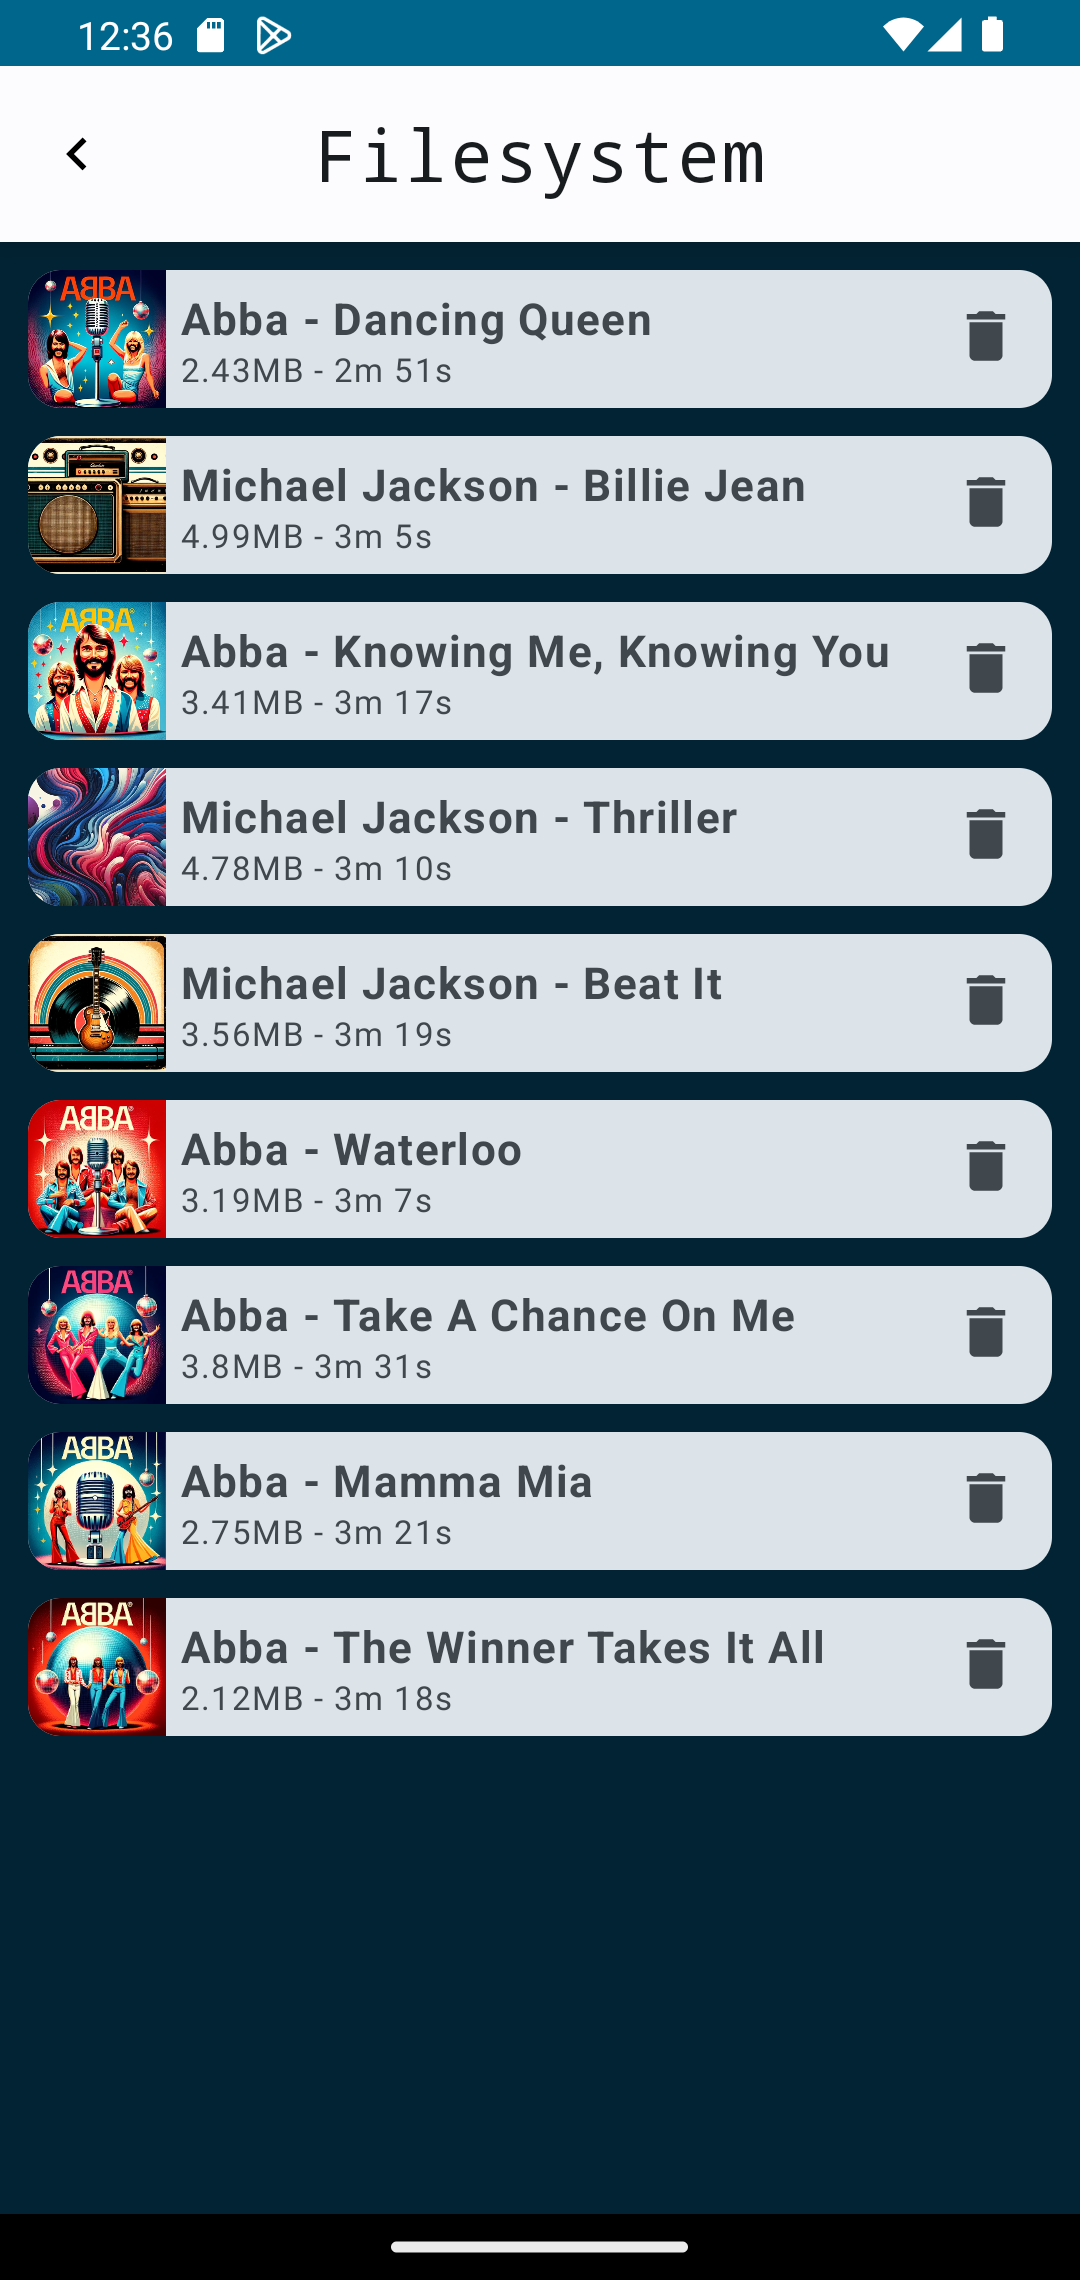 12:36
Filesystem
ABBA
Abba - Dancing Queen
2.43MB - 2m 51s
Michael Jackson - Billie Jean
4.99MB - 3m 5s
ABBA
Abba - Knowing Me, Knowing You
3.41MB - 3m 17s
Michael Jackson - Thriller
4.78MB - 3m 10s
Michael Jackson - Beat It
3.56MB - 3m 19s
ABBA
Abba - Waterloo
3.19MB - 3m 7s
ABBA
Abba - Take A Chance On Me
3.8MB - 3m 31s
ABBA
Abba - Mamma Mia
2.75MB - 3m 21s
ABBA
Abba - The Winner Takes It All
2.12MB - 3m 18s